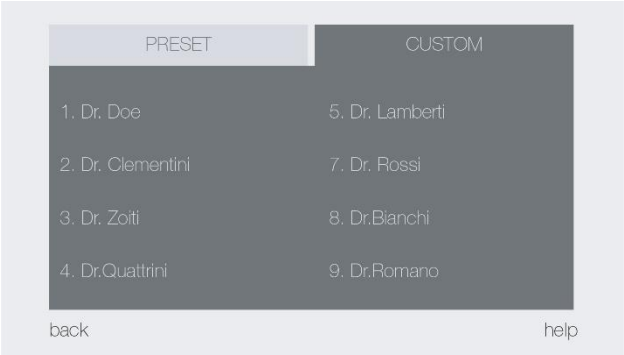 PRESET
CUSTOM
1. Dr. Doe
2. Dr. Clementini
3. Dr. Zoiti
4. Dr.Quattrini
5. Dr. Lamberti
7. Dr. Rossi
8. Dr.Bianchi
9. Dr.Romano
back
help